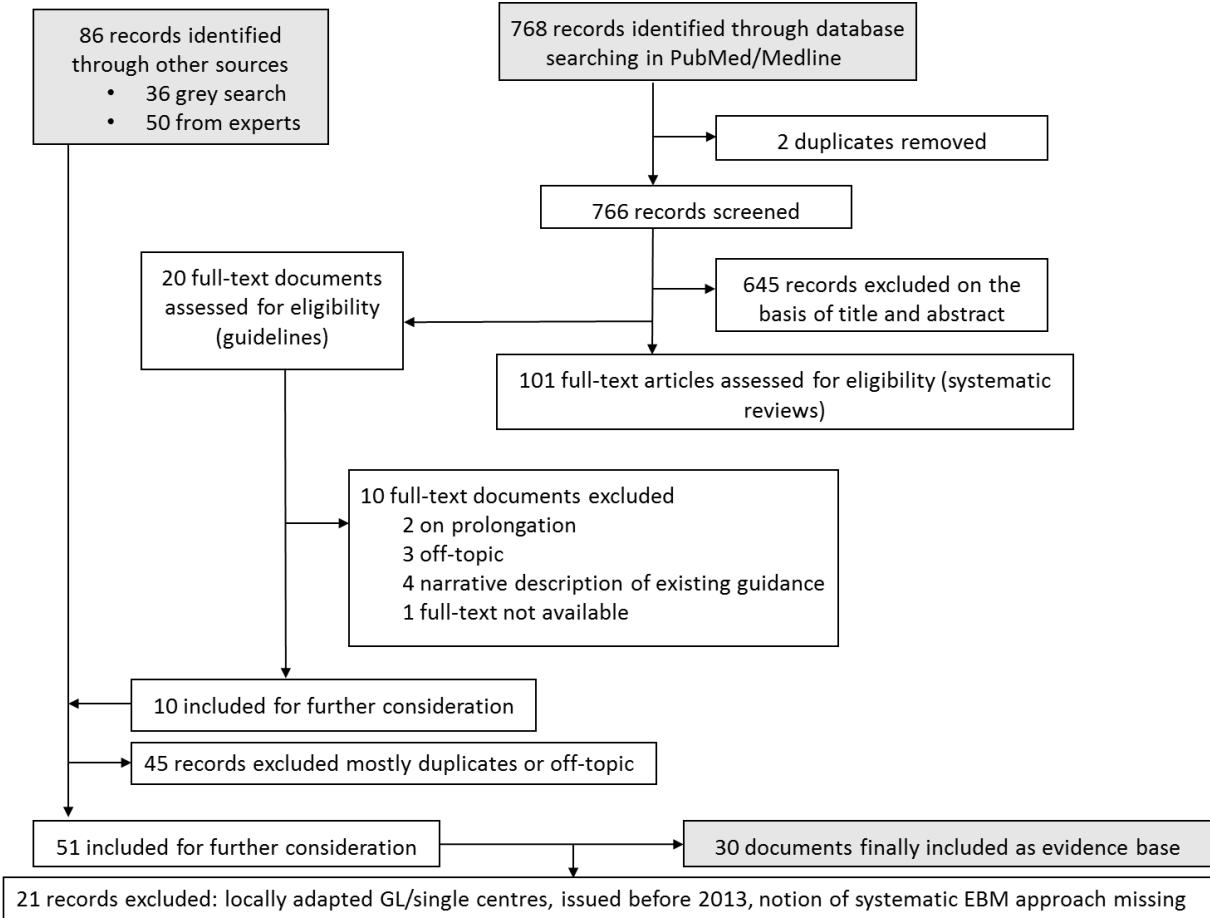 86 records identified
through other sources
• 36 grey search
• 50 from experts
768 records identified through database
searching in PubMed/Medline
2 duplicates removed
766 records screened
645 records excluded on the
basis of title and abstract
20 full-text documents
assessed for eligibility
(guidelines)
101 full-text articles assessed for eligibility (systematic
reviews)
10 full-text documents excluded
2 on prolongation
3 off-topic
4 narrative description of existing guidance
1 full-text not available
10 included for further consideration
45 records excluded mostly duplicates or off-topic
51 included for further consideration
30 documents finally included as evidence base
21 records excluded: locally adapted GL/single centres, issued before 2013, notion of systematic EBM approach missing